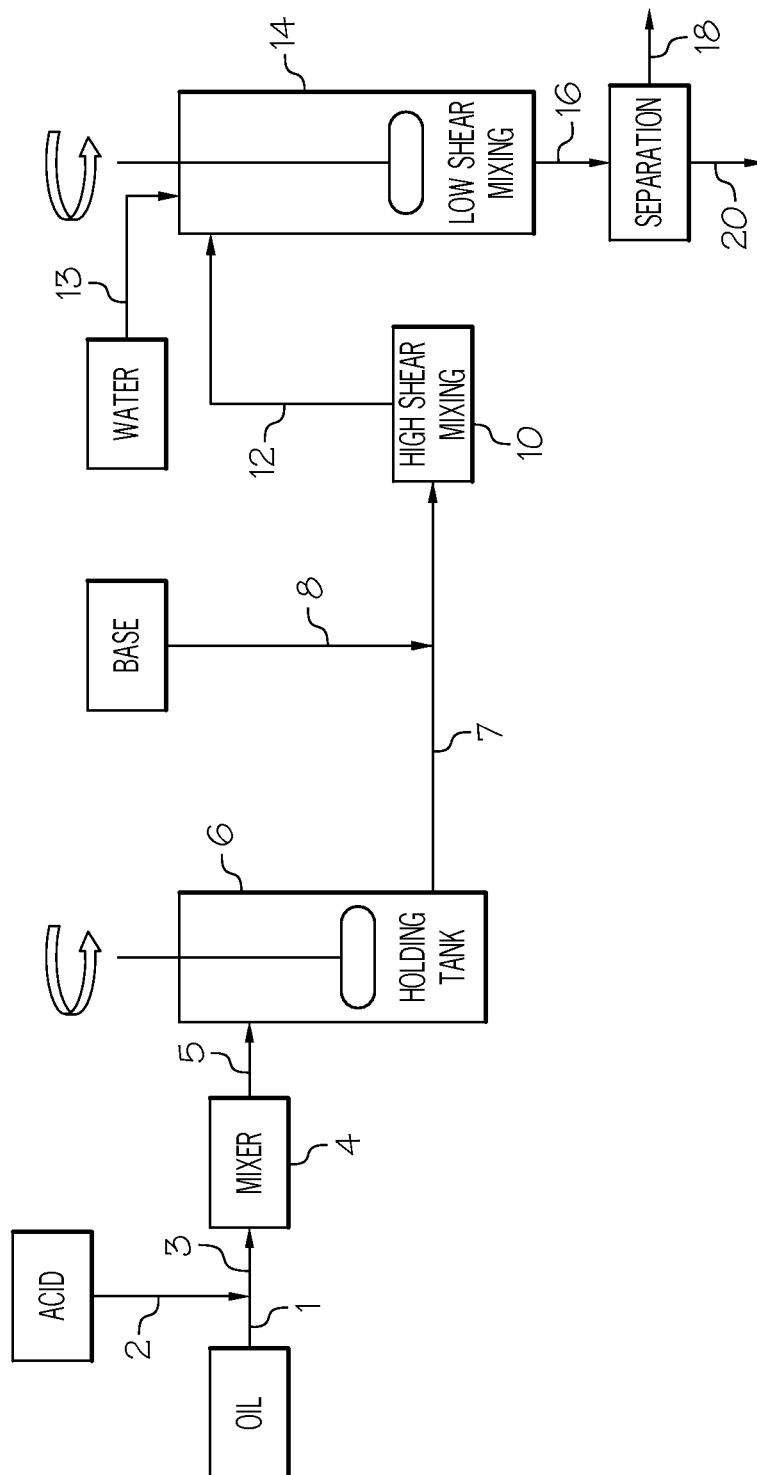 ACID
2
OIL
1
3
MIXER
4
5
6
HOLDING
TANK
7
BASE
8
HIGH SHEAR
MIXING
10
12
WATER
13
14
LOW SHEAR
MIXING
16
SEPARATION
18
20